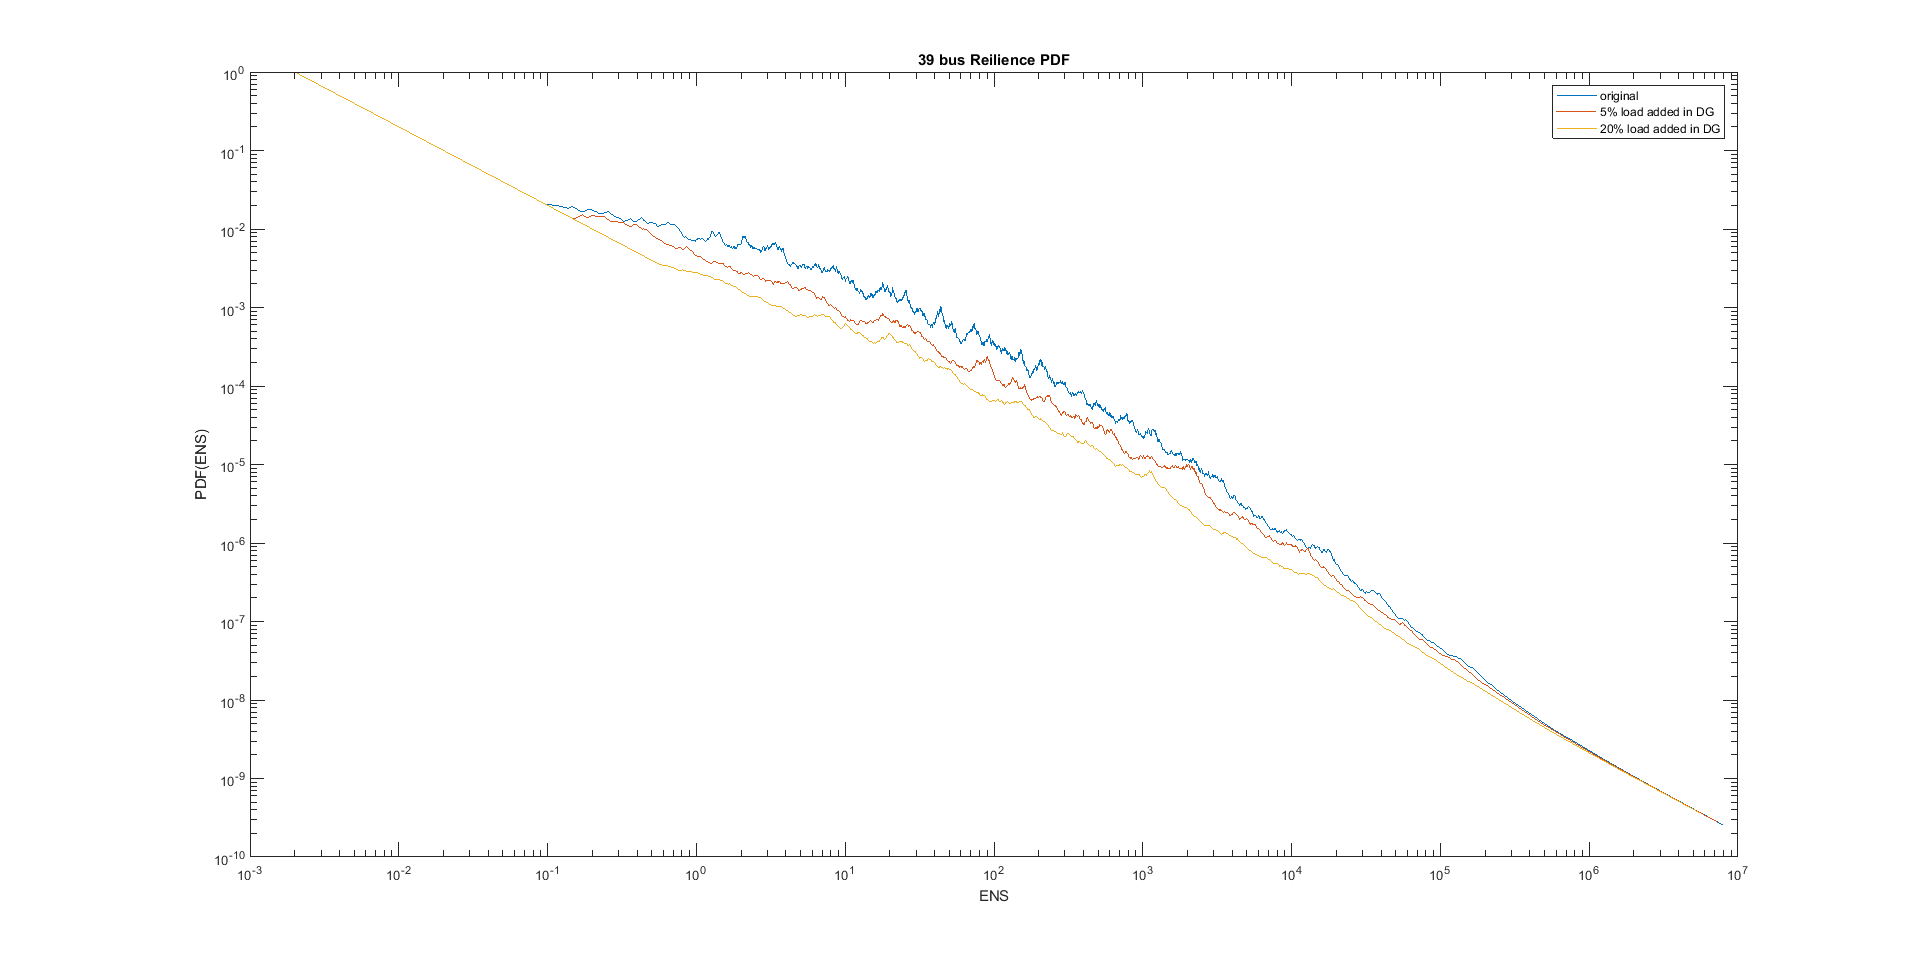 39 bus Reilience PDF
original
5% load added in DG
20% load added in DG
PDF(ENS)
10^0
10^-1
10^-2
10^-3
10^-4
10^-5
10^-6
10^-7
10^-8
10^-9
10^-10
10^-3 10^-2 10^-1 10^0 10^1 10^2 10^3 10^4 10^5 10^6 10^7
ENS